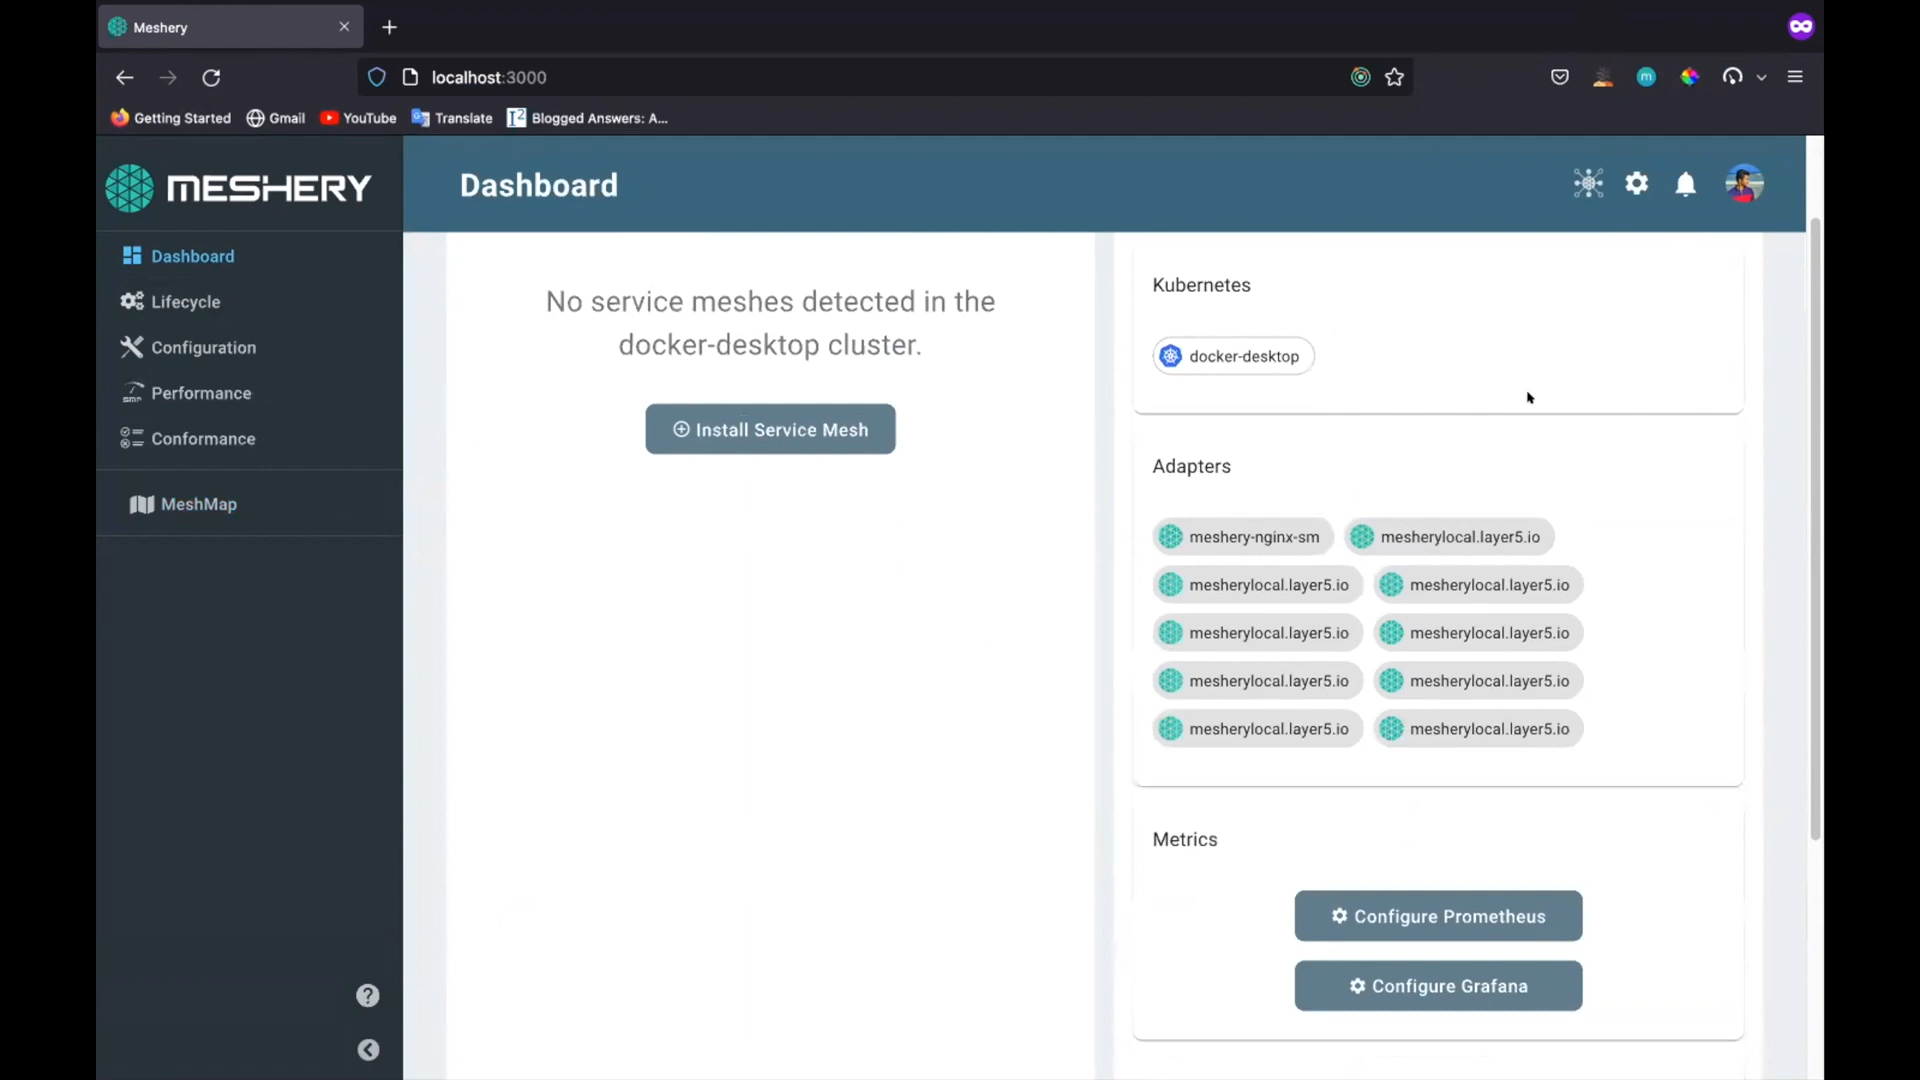 Meshery
localhost:3000
Getting Started
Gmail
YouTube
Translate
Blogged Answers: A...
MESHERY
Dashboard
Dashboard
Lifecycle
Configuration
Performance
Conformance
MeshMap
No service meshes detected in the
docker-desktop cluster.
Install Service Mesh
Kubernetes
docker-desktop
Adapters
meshery-nginx-sm
mesherylocal.layer5.io
mesherylocal.layer5.io
mesherylocal.layer5.io
mesherylocal.layer5.io
mesherylocal.layer5.io
mesherylocal.layer5.io
mesherylocal.layer5.io
mesherylocal.layer5.io
mesherylocal.layer5.io
Metrics
Configure Prometheus
Configure Grafana